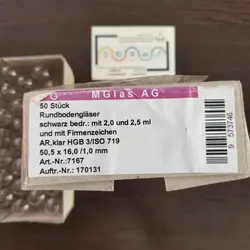 G MGlas AG
50 Stück
Rundbodengläser
schwarz bedr.: mit 2,0 und 2,5 ml
und mit Firmenzeichen
AR,klar HGB 3/ISO 719
50,5 x 16,0 /1,0 mm
Art.-Nr.:7167
Auftr.-Nr.: 170131
9573745